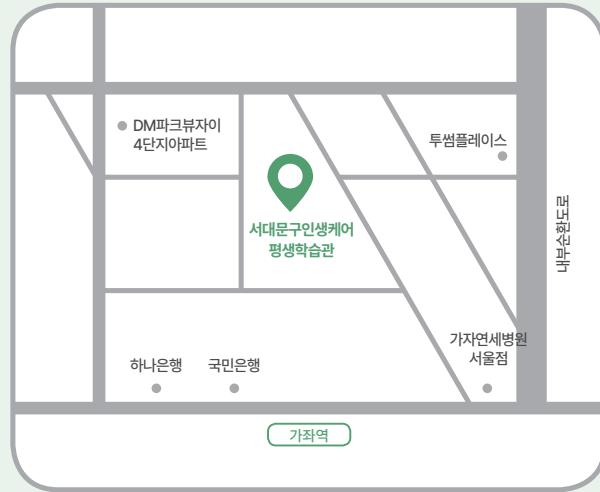 DM파크뷰자이
4단지아파트
투썸플레이스
서대문구인생케어
평생학습관
내부순환도로
가자연세병원
서울점
하나은행
국민은행
가좌역